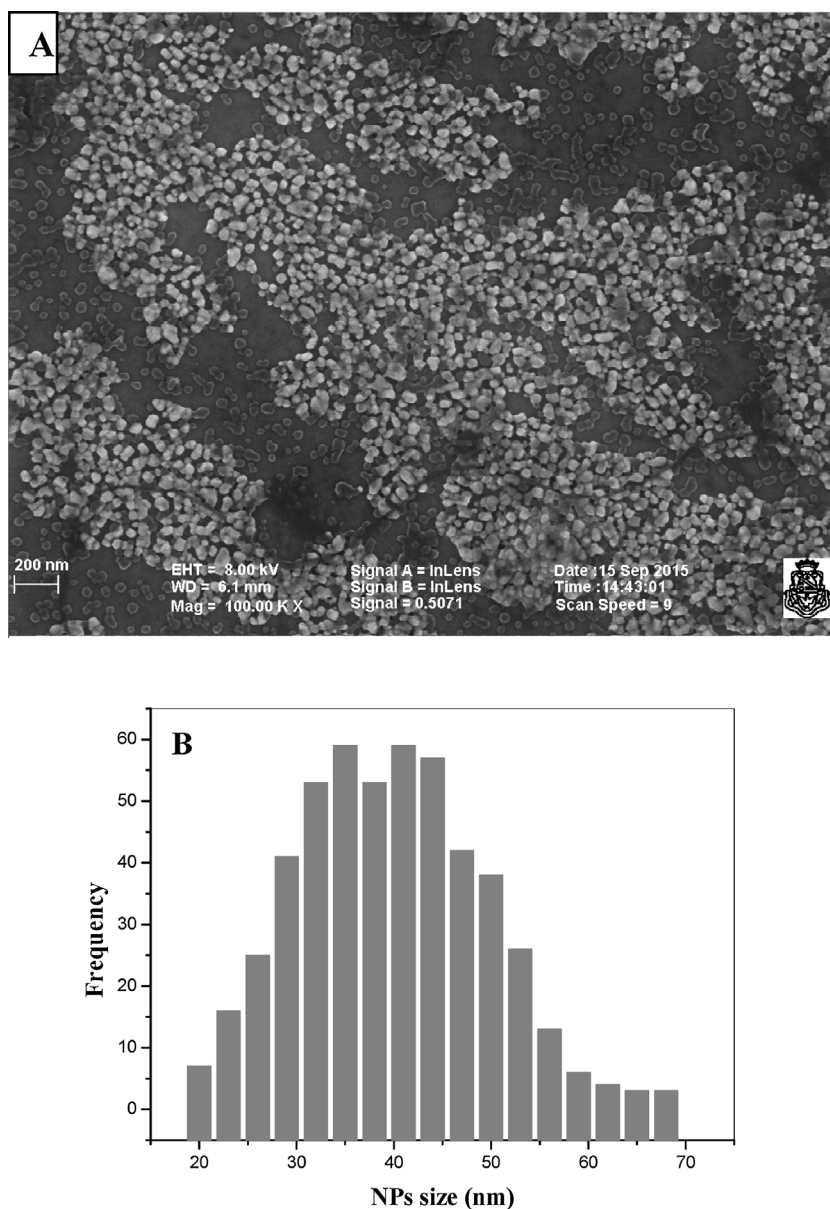 A
200 nm
EHT = 8.00 kV
WD = 6.1 mm
Mag = 100.00 K X
Signal A = InLens
Signal B = InLens
Signal = 0.5071
Date :15 Sep 2015
Time :14:43:01
Scan Speed = 9
B
Frequency
60
50
40
30
20
10
0
20 30 40 50 60 70
NPs size (nm)